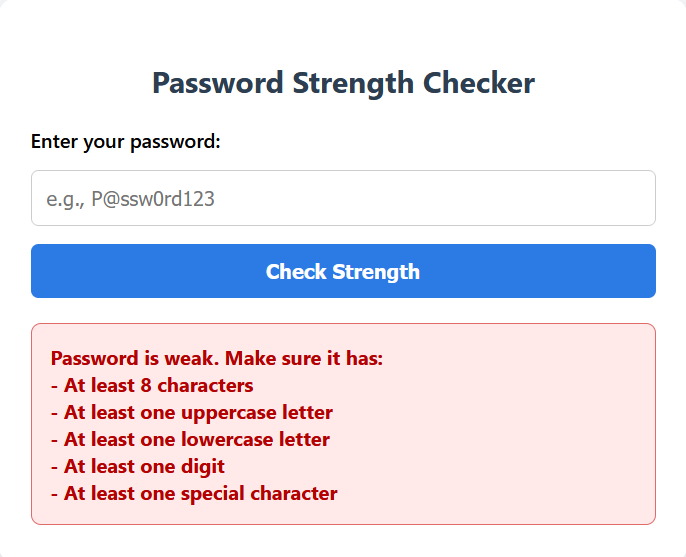 Password Strength Checker
Enter your password:
e.g., P@ssw0rd123
Check Strength
Password is weak. Make sure it has:
- At least 8 characters
- At least one uppercase letter
- At least one lowercase letter
- At least one digit
- At least one special character